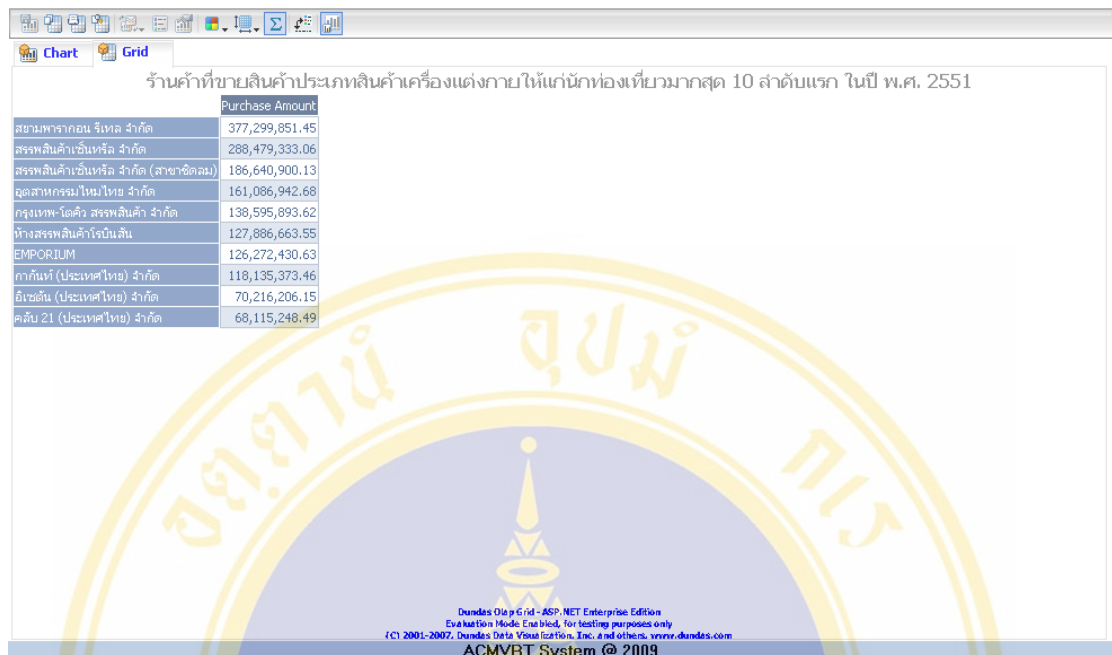 Chart Grid
ร้านค้าที่ขายสินค้าประเภทสินค้าเครื่องแต่งกายให้แก่นักท่องเที่ยวมากสุด 10 ลำดับแรก ในปี พ.ศ. 2551
Purchase Amount
สยามพารากอน รีเทล จำกัด 377,299,851.45
สรรพสินค้าเซ็นทรัล จำกัด 288,479,333.06
สรรพสินค้าเซ็นทรัล จำกัด (สาขาชิดลม) 186,640,900.13
อุตสาหกรรมไหมไทย จำกัด 161,086,942.68
กรุงเทพ-โตคิว สรรพสินค้า จำกัด 138,595,893.62
ห้างสรรพสินค้าโรบินสัน 127,886,663.55
EMPORIUM 126,272,430.63
กากันท์ (ประเทศไทย) จำกัด 118,135,373.46
อิเซตัน (ประเทศไทย) จำกัด 70,216,206.15
คลับ 21 (ประเทศไทย) จำกัด 68,115,248.49
อตฺตานํ อุปมํ กเร
Dundas Olap Grid - ASP.NET Enterprise Edition
Evaluation Mode Enabled, for testing purposes only
(C) 2001-2007, Dundas Data Visualization, Inc. and others, www.dundas.com
ACMVRT System @ 2009